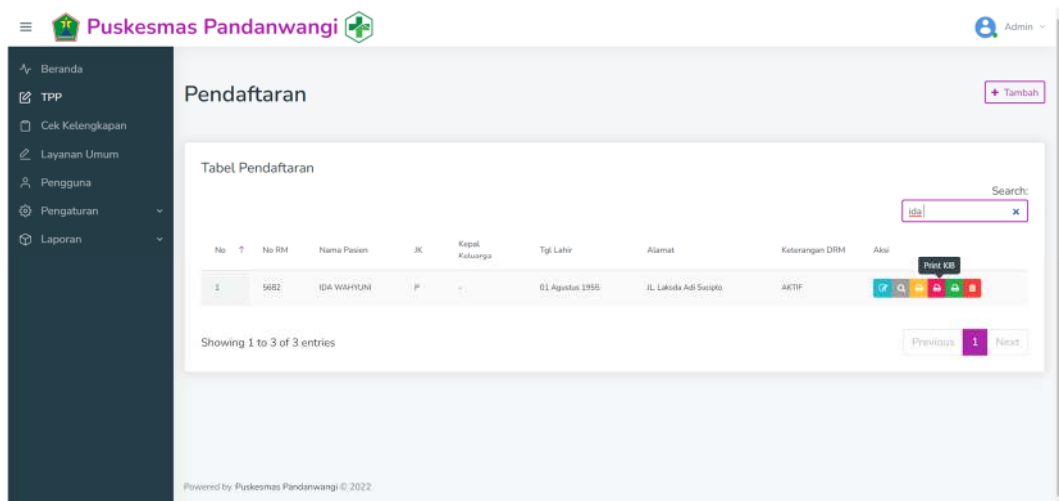 Puskesmas Pandanwangi
Admin
Beranda
TPP
Cek Kelengkapan
Layanan Umum
Pengguna
Pengaturan
Laporan
Pendaftaran
+ Tambah
Tabel Pendaftaran
Search:
ida
No No RM Nama Pasien JK Kepal Keluarga Tgl Lahir Alamat Keterangan DRM Aksi
Print KIB
1 5682 IDA WAHYUNI P - 01 Agustus 1955 JL. Laksda Adi Sucipto AKTIF
Showing 1 to 3 of 3 entries
Previous 1 Next
Powered by Puskesmas Pandanwangi © 2022